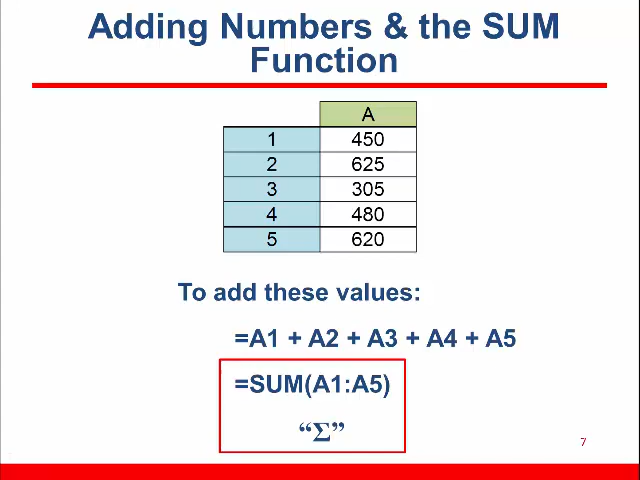 Adding Numbers & the SUM
Function
A
1 450
2 625
3 305
4 480
5 620
To add these values:
=A1 + A2 + A3 + A4 + A5
=SUM(A1:A5)
“Σ”
7